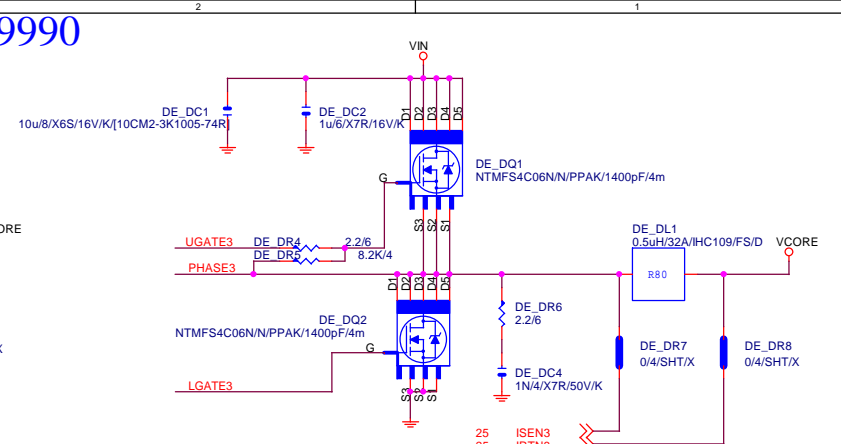 2
1
9990
VIN
DE_DC1
10u/8/X6S/16V/K/[10CM2-3K1005-74R]
DE_DC2
1u/6/X7R/16V/K
D1
D2
D3
D4
D5
DE_DQ1
NTMFS4C06N/N/PPAK/1400pF/4m
G
S3
S2
S1
ORE
UGATE3
DE_DR4
2.2/6
DE_DR5
8.2K/4
PHASE3
DE_DL1
0.5uH/32A/IHC109/FS/D
VCORE
R80
D1
D2
D3
D4
D5
DE_DQ2
NTMFS4C06N/N/PPAK/1400pF/4m
G
S3
S2
S1
DE_DR6
2.2/6
X
DE_DR7
0/4/SHT/X
DE_DR8
0/4/SHT/X
DE_DC4
1N/4/X7R/50V/K
LGATE3
25 ISEN3